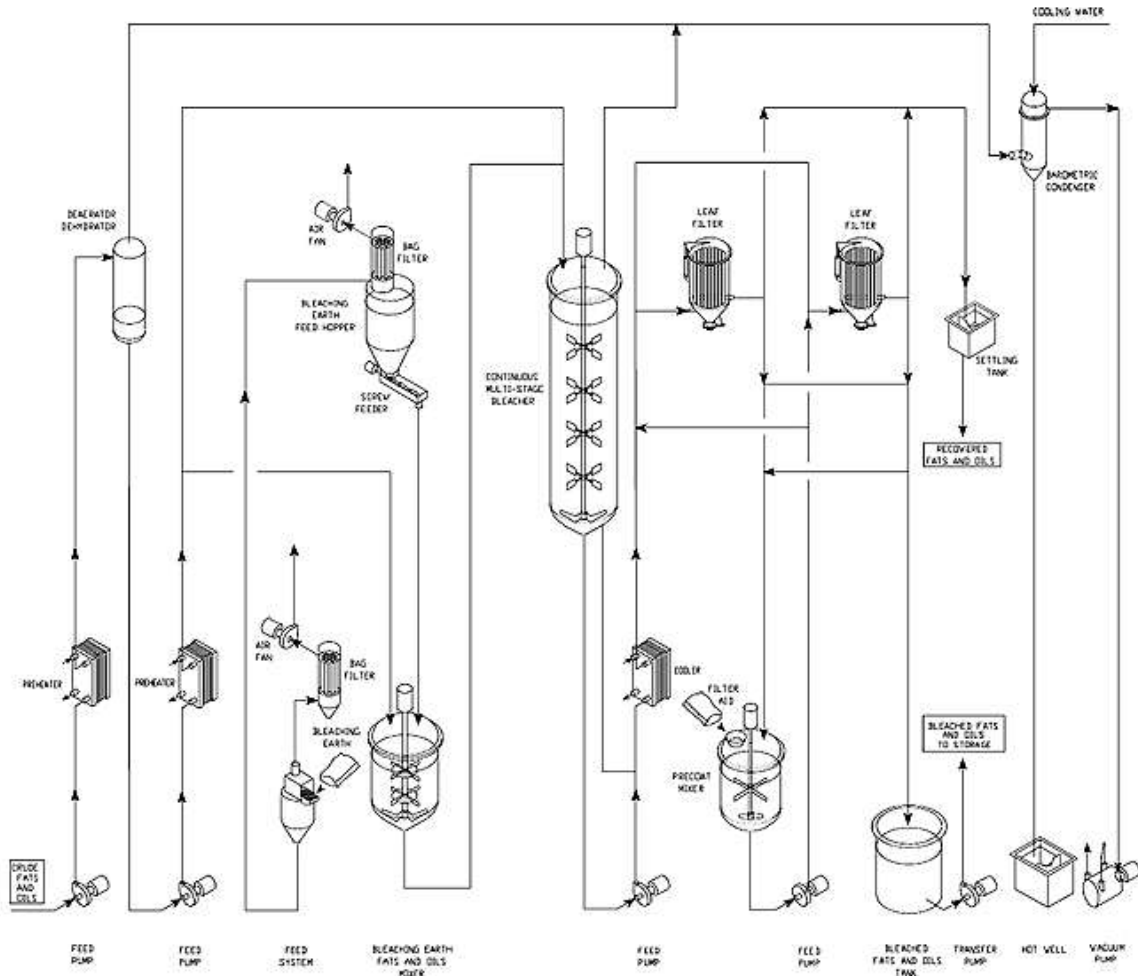 COOLING WATER
BAROMETRIC
CONDENSER
DEAERATOR
DEHYDRATOR
AIR
FAN
BAG
FILTER
BLEACHING
EARTH
FEED HOPPER
SCREW
FEEDER
CONTINUOUS
MULTI-STAGE
BLEACHER
LEAF
FILTER
LEAF
FILTER
SETTLING
TANK
RECOVERED
FATS AND OILS
PREHEATER
PREHEATER
AIR
FAN
BAG
FILTER
BLEACHING
EARTH
COOLER
FILTER
AID
PRECOAT
MIXER
BLEACHED FATS
AND OILS
TO STORAGE
CRUDE
FATS
AND
OILS
FEED
PUMP
FEED
PUMP
FEED
SYSTEM
BLEACHING EARTH
FATS AND OILS
MIXER
FEED
PUMP
FEED
PUMP
BLEACHED
FATS AND OILS
TANK
TRANSFER
PUMP
HOT WELL
VACUUM
PUMP